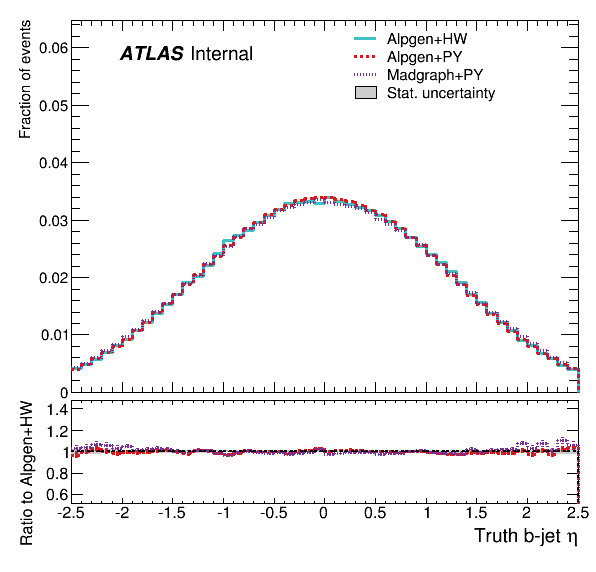 ATLAS Internal
Alpgen+HW
Alpgen+PY
Madgraph+PY
Stat. uncertainty
Fraction of events
0.06
0.05
0.04
0.03
0.02
0.01
0
Ratio to Alpgen+HW
1.4
1.2
1
0.8
0.6
-2.5 -2 -1.5 -1 -0.5 0 0.5 1 1.5 2 2.5
Truth b-jet η